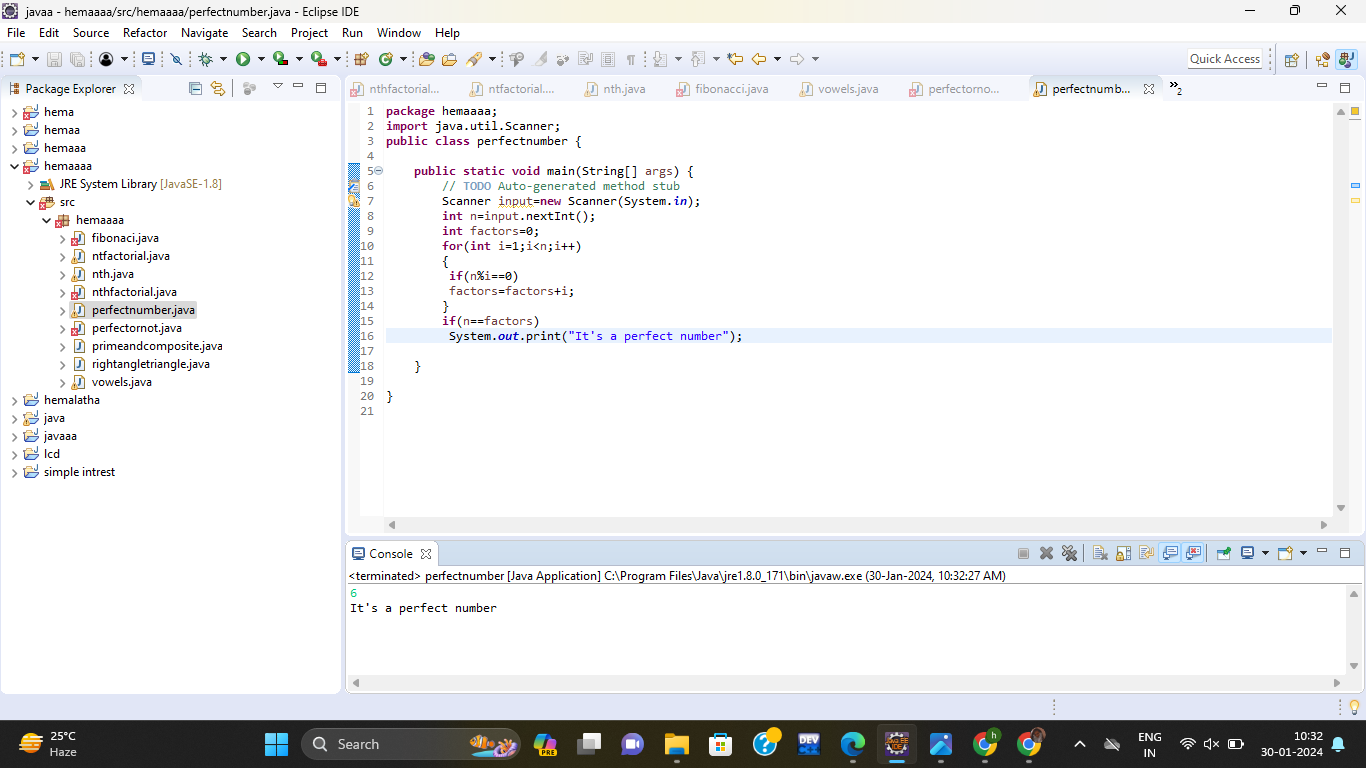 javaa - hemaaaa/src/hemaaaa/perfectnumber.java - Eclipse IDE
File Edit Source Refactor Navigate Search Project Run Window Help
Quick Access
Package Explorer
nthfactorial...
ntfactorial....
nth.java
fibonacci.java
vowels.java
perfectorno...
perfectnumb...
»2
hema
hemaa
hemaaa
hemaaaa
JRE System Library [JavaSE-1.8]
src
hemaaaa
fibonaci.java
ntfactorial.java
nth.java
nthfactorial.java
perfectnumber.java
perfectornot.java
primeandcomposite.java
rightangletriangle.java
vowels.java
hemalatha
java
javaaa
lcd
simple intrest
1 package hemaaaa;
2 import java.util.Scanner;
3 public class perfectnumber {
4
5 public static void main(String[] args) {
6 // TODO Auto-generated method stub
7 Scanner input=new Scanner(System.in);
8 int n=input.nextInt();
9 int factors=0;
10 for(int i=1;i<n;i++)
11 {
12 if(n%i==0)
13 factors=factors+i;
14 }
15 if(n==factors)
16 System.out.print("It's a perfect number");
17
18 }
19
20 }
21
Console
<terminated> perfectnumber [Java Application] C:\Program Files\Java\jre1.8.0_171\bin\javaw.exe (30-Jan-2024, 10:32:27 AM)
6
It's a perfect number
25°C
Haze
Search
PRE
DEV
JAVA EE
IDE
h
ENG
IN
10:32
30-01-2024